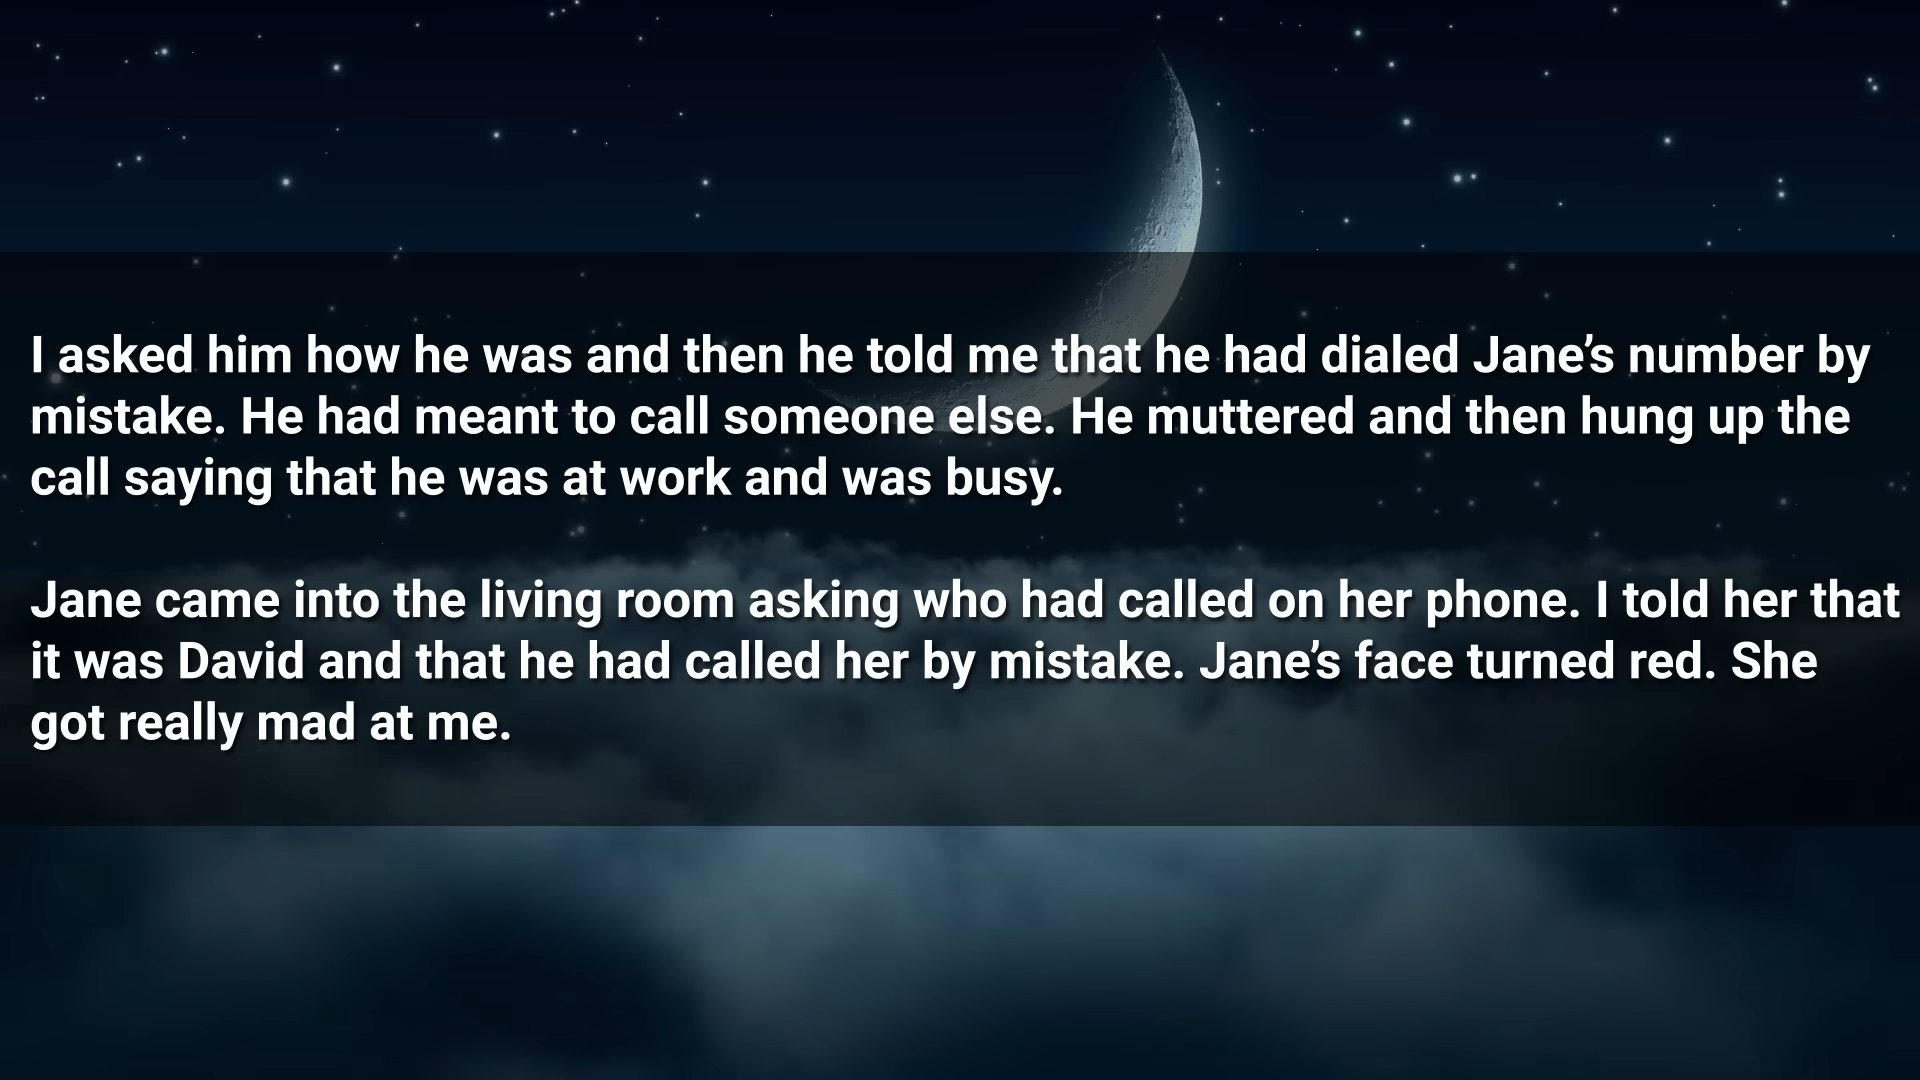 I asked him how he was and then he told me that he had dialed Jane’s number by
mistake. He had meant to call someone else. He muttered and then hung up the
call saying that he was at work and was busy.
Jane came into the living room asking who had called on her phone. I told her that
it was David and that he had called her by mistake. Jane’s face turned red. She
got really mad at me.